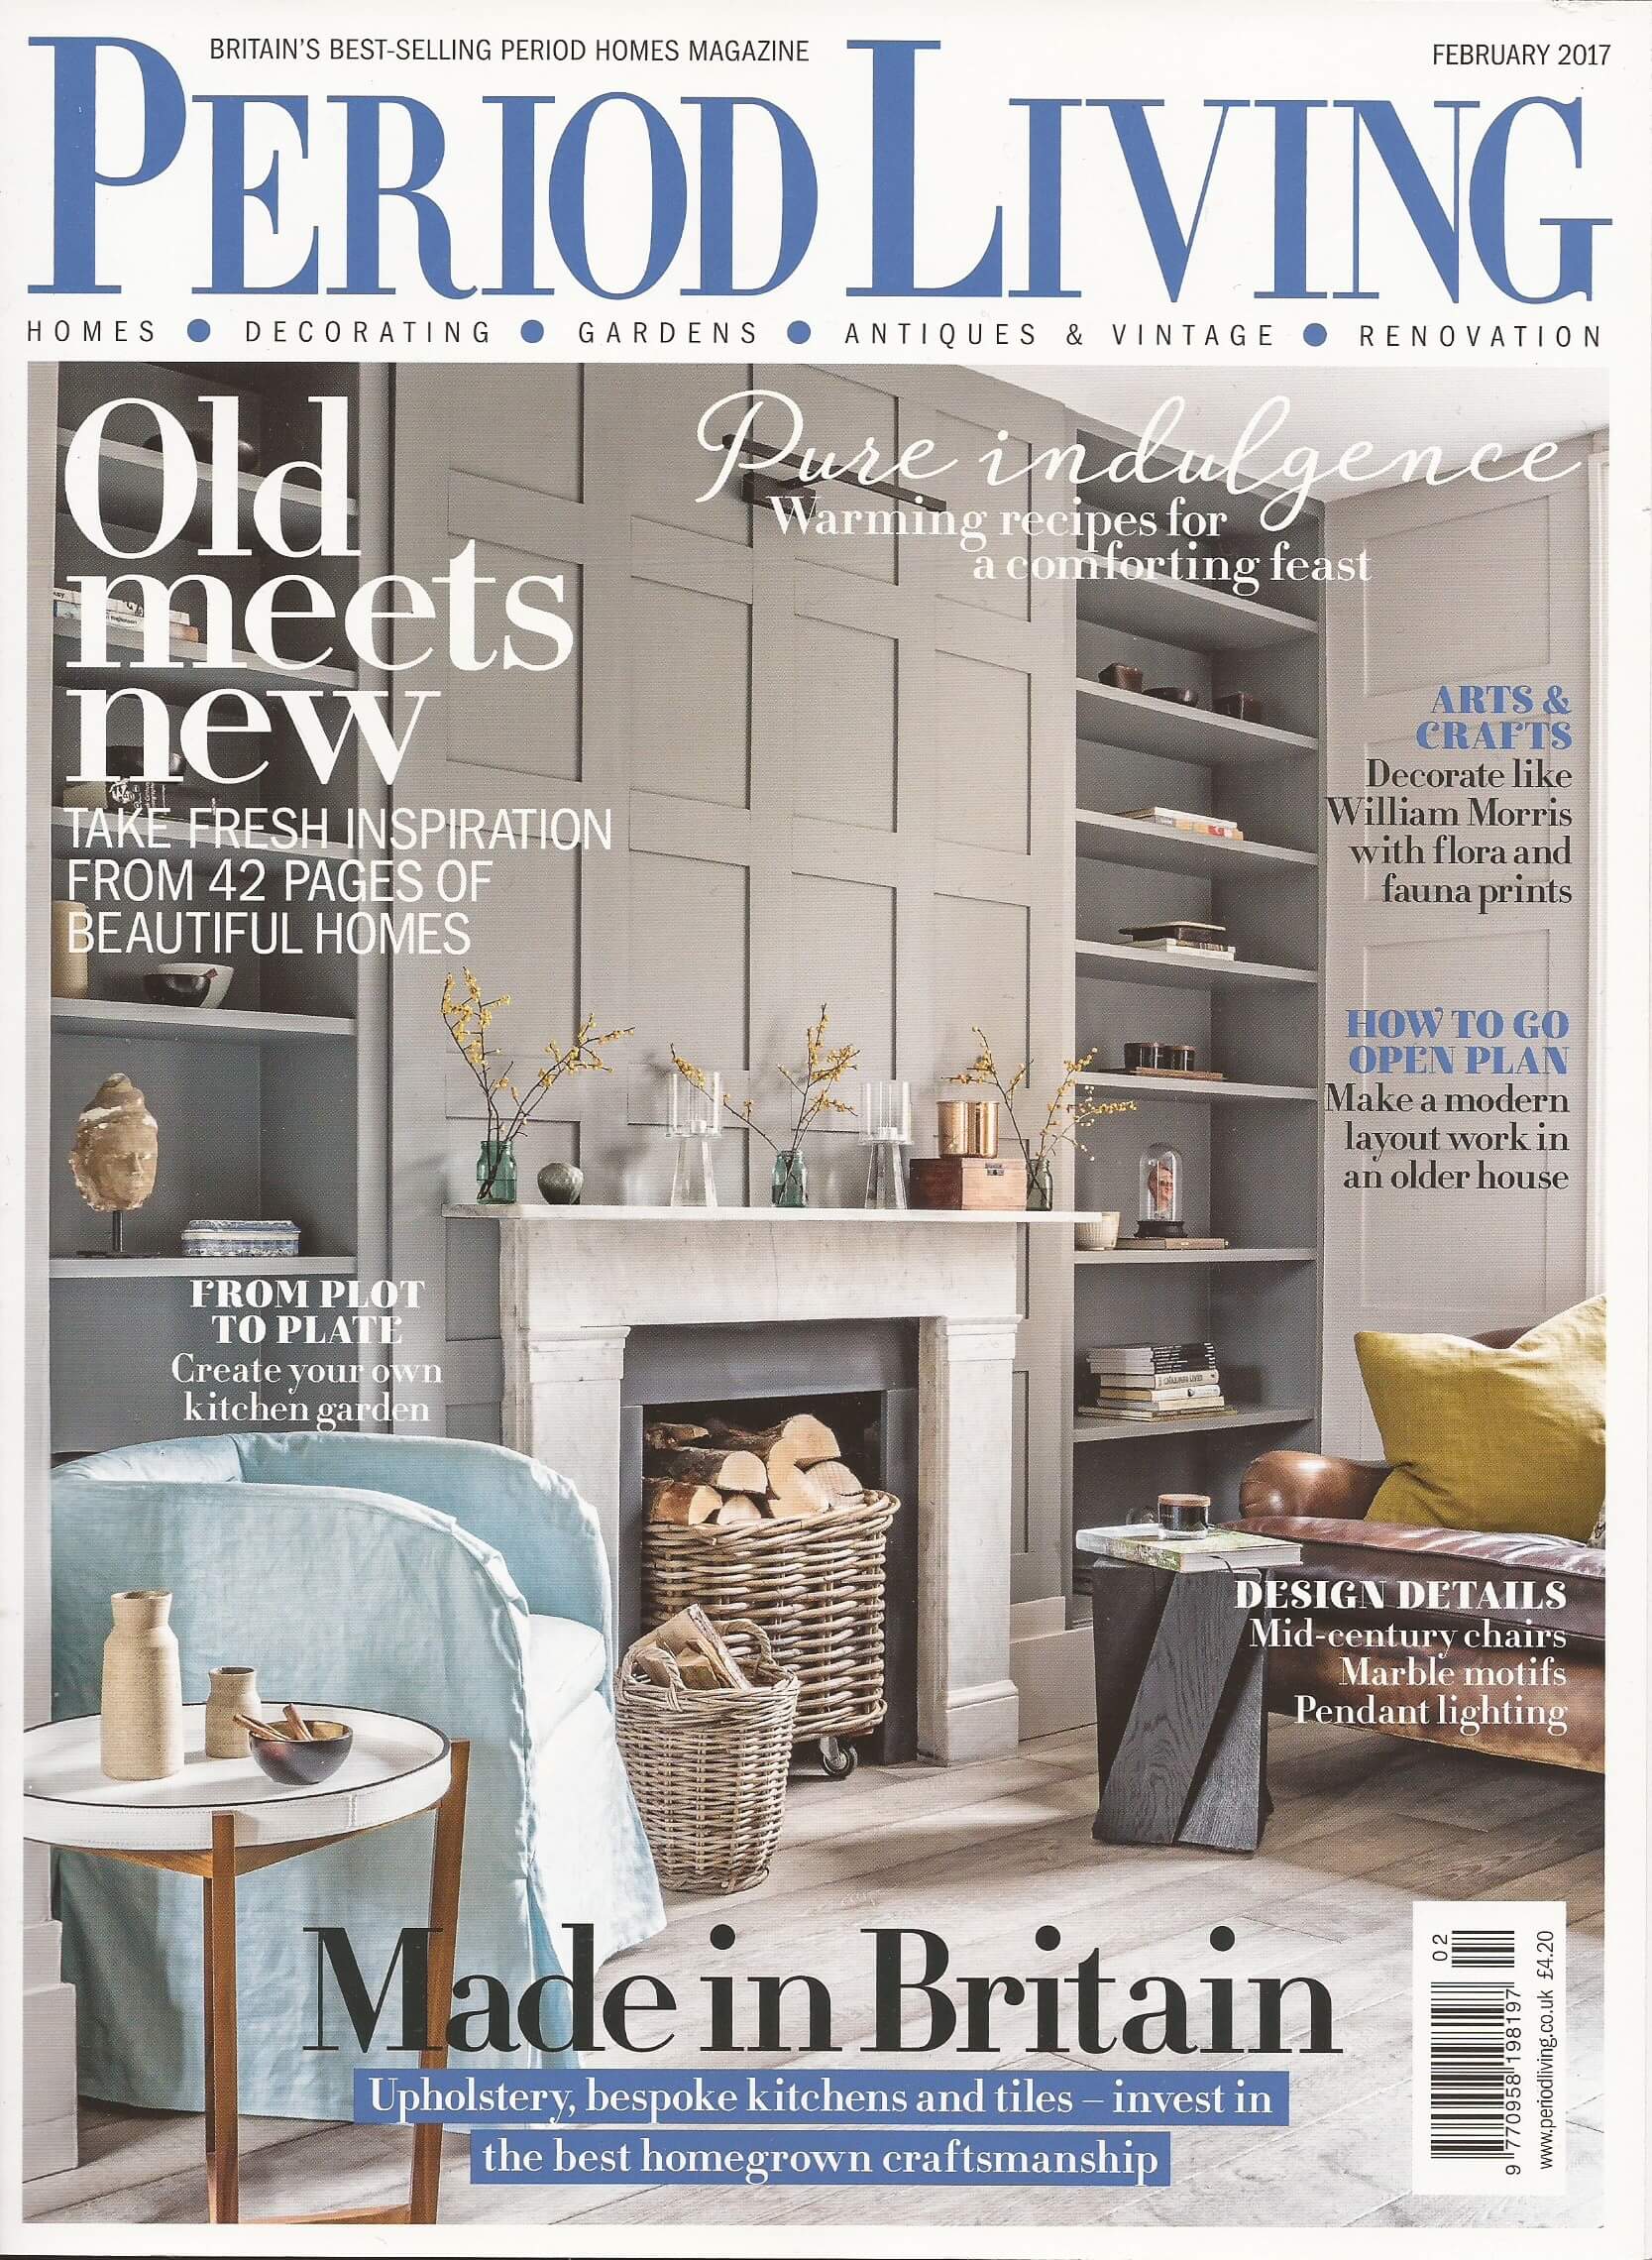 BRITAIN'S BEST-SELLING PERIOD HOMES MAGAZINE
FEBRUARY 2017
PERIOD LIVING
HOMES ● DECORATING ● GARDENS ● ANTIQUES & VINTAGE ● RENOVATION
Old
meets
new
TAKE FRESH INSPIRATION
FROM 42 PAGES OF
BEAUTIFUL HOMES
Pure indulgence
Warming recipes for
a comforting feast
ARTS &
CRAFTS
Decorate like
William Morris
with flora and
fauna prints
HOW TO GO
OPEN PLAN
Make a modern
layout work in
an older house
FROM PLOT
TO PLATE
Create your own
kitchen garden
DESIGN DETAILS
Mid-century chairs
Marble motifs
Pendant lighting
Made in Britain
Upholstery, bespoke kitchens and tiles – invest in
the best homegrown craftsmanship
02
9 770958 198197
www.periodliving.co.uk £4.20